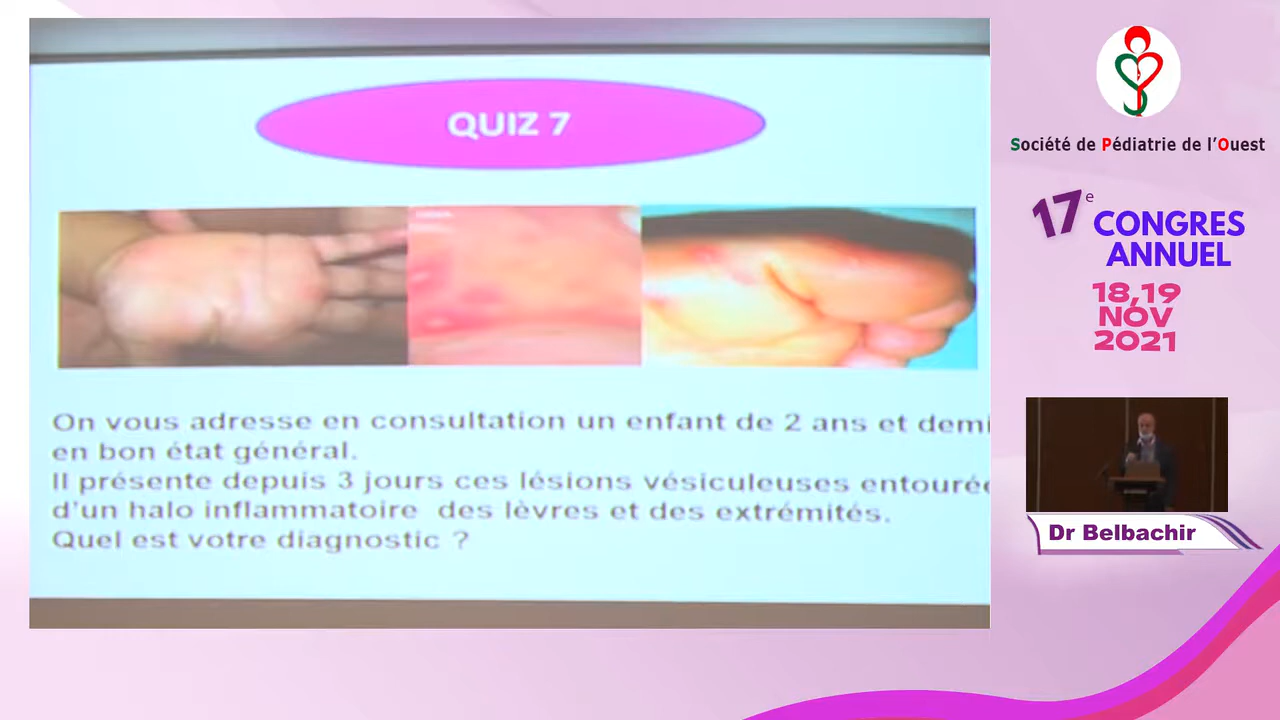 QUIZ 7
On vous adresse en consultation un enfant de 2 ans et demi
en bon état général.
Il présente depuis 3 jours ces lésions vésiculeuses entourée
d'un halo inflammatoire des lèvres et des extrémités.
Quel est votre diagnostic ?
Société de Pédiatrie de l'Ouest
17e
CONGRES
ANNUEL
18,19
NOV
2021
Dr Belbachir